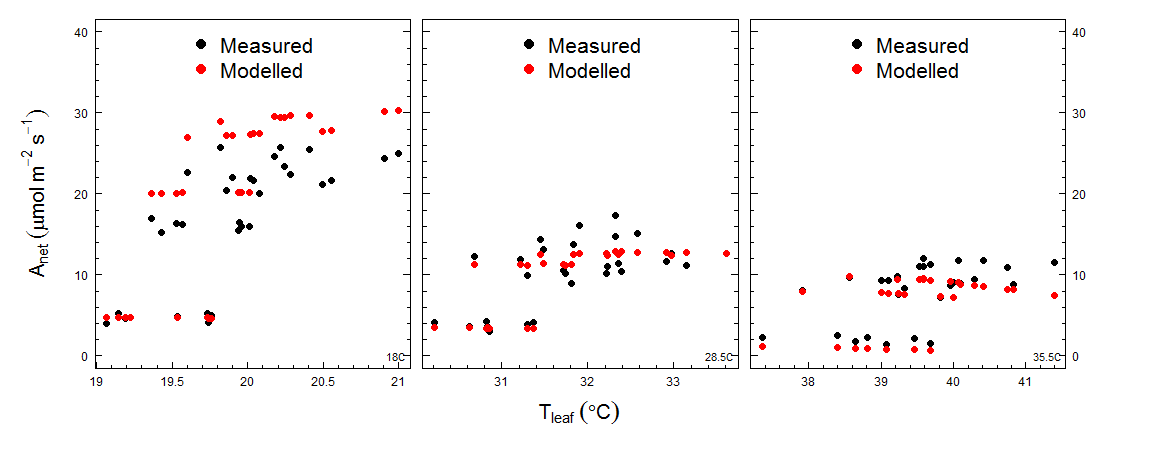 40
30
20
10
0
Measured
Modelled
18C
19
19.5
20
20.5
21
Measured
Modelled
28.5C
31
32
33
Measured
Modelled
35.5C
38
39
40
41
40
30
20
10
0
Anet (μmol m−2 s−1)
Tleaf (°C)